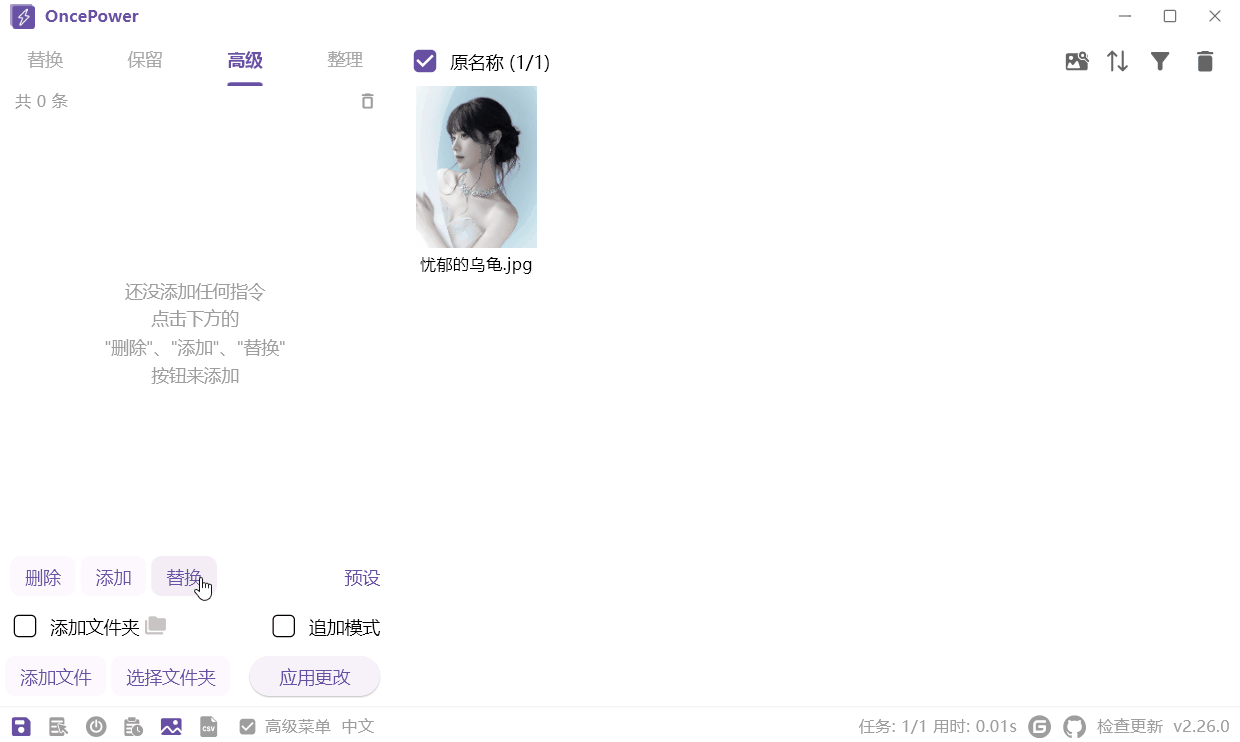 OncePower
替换 保留 高级 整理
原名称 (1/1)
共 0 条
忧郁的乌龟.jpg
还没添加任何指令
点击下方的
"删除"、"添加"、"替换"
按钮来添加
删除 添加 替换 预设
添加文件夹 追加模式
添加文件 选择文件夹 应用更改
CSV 高级菜单 中文 任务: 1/1 用时: 0.01s 检查更新 v2.26.0